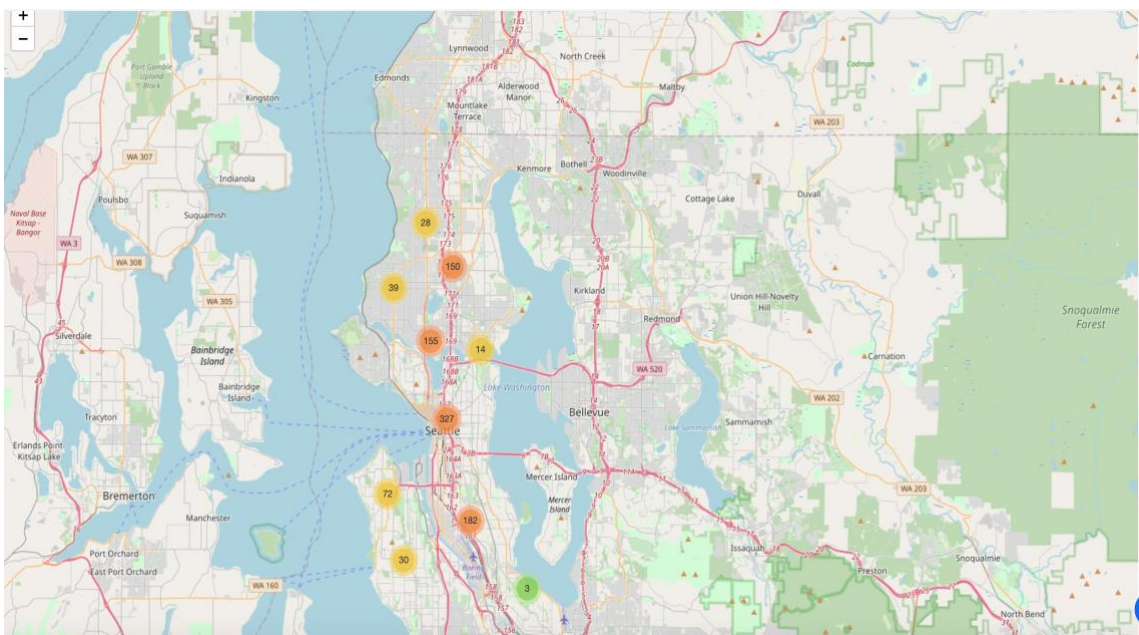 +
−
Port Gamble
Upland
Block
Kingston
Edmonds
Lynnwood
Alderwood
Manor
North Creek
Mountlake
Terrace
Maltby
WA 203
WA 307
Indianola
Poulsbo
Suquamish
Naval Base
Kitsap -
Bangor
WA 3
WA 308
WA 305
Kenmore
Bothell
Woodinville
Cottage Lake
Duvall
28
150
39
155
14
327
72
182
30
3
Silverdale
Bainbridge
Island
Bainbridge
Island
Tracyton
Erlands Point
Kitsap Lake
Bremerton
Manchester
Port Orchard
East Port Orchard
WA 160
Kirkland
Redmond
Union Hill-Novelty
Hill
Carnation
Snoqualmie
Forest
WA 520
WA 202
Lake Washington
Bellevue
Lake Sammamish
Sammamish
Seattle
Mercer Island
Mercer
Island
WA 203
Issaquah
Preston
Snoqualmie
North Bend